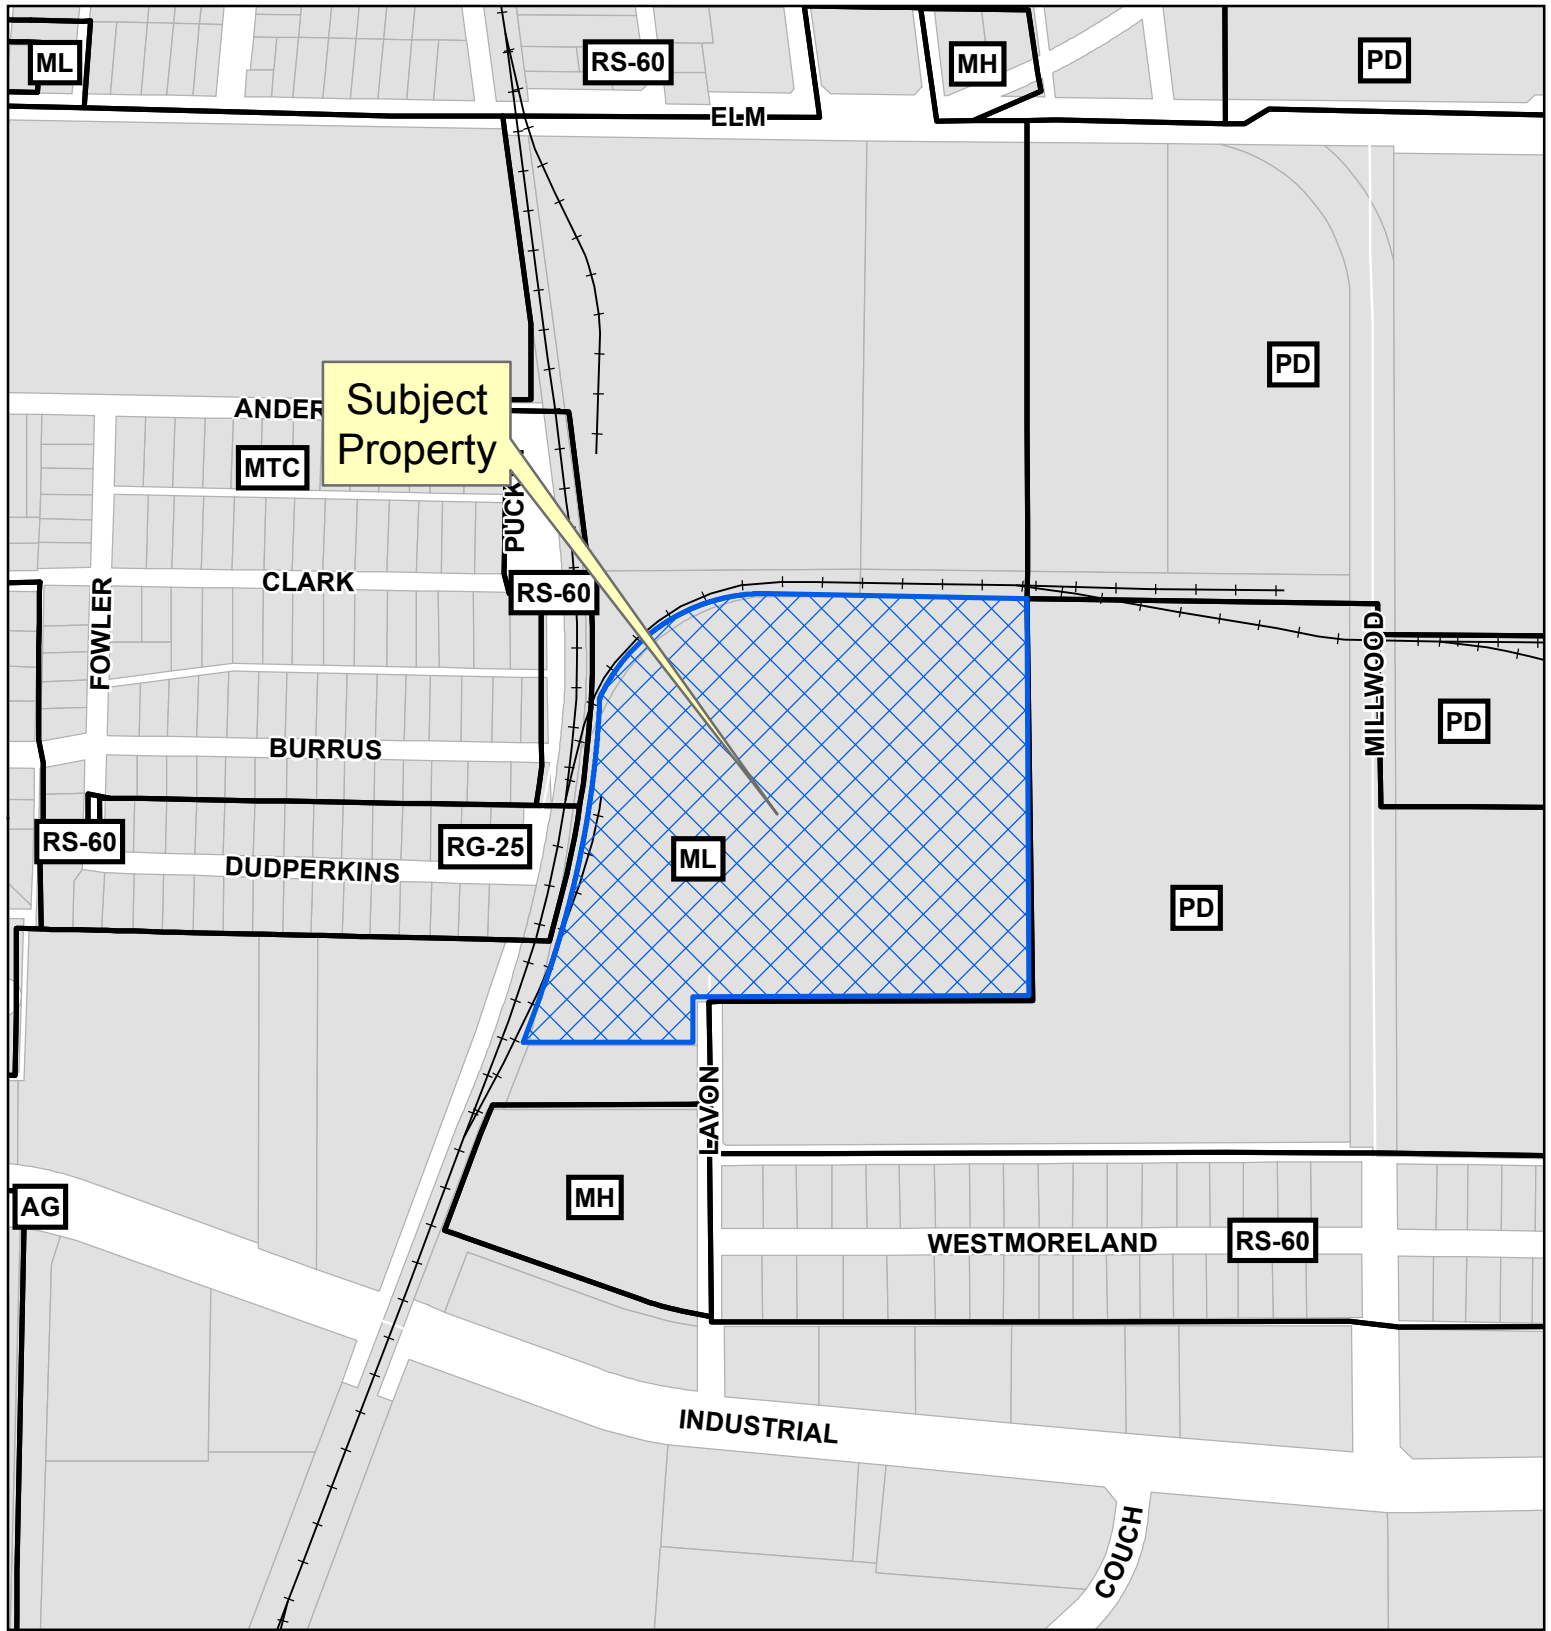 ML
RS-60
MH
PD
ELM
PD
Subject
Property
ANDER
MTC
PUCK
CLARK
RS-60
FOWLER
MILLWOOD
PD
BURRUS
RS-60
RG-25
DUDPERKINS
ML
PD
LAVON
AG
MH
WESTMORELAND
RS-60
INDUSTRIAL
COUCH